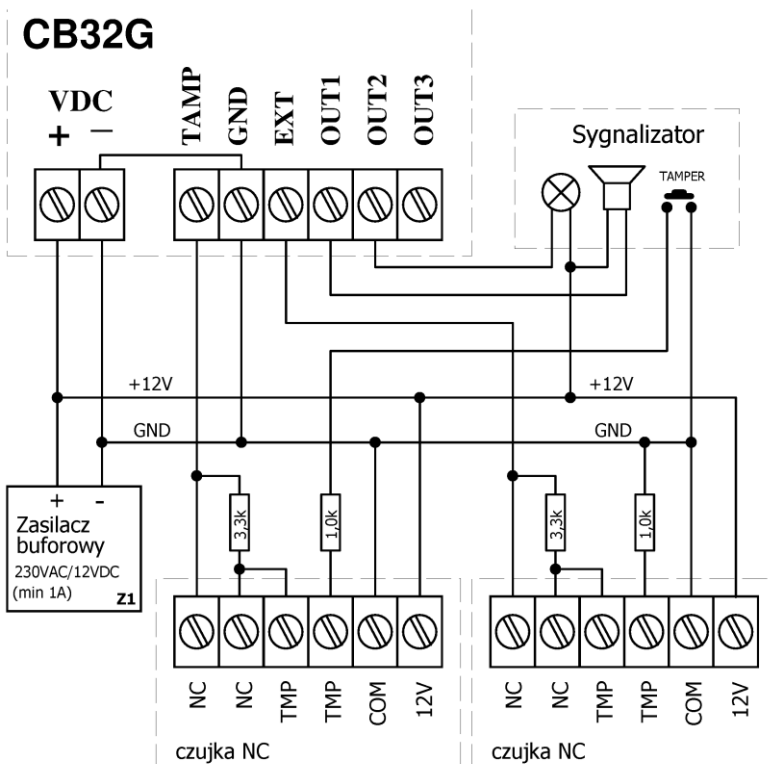 CB32G
VDC
+ −
TAMP
GND
EXT
OUT1
OUT2
OUT3
Sygnalizator
TAMPER
+12V
+12V
GND
GND
+ -
Zasilacz
buforowy
230VAC/12VDC
(min 1A)
Z1
3,3k
1,0k
3,3k
1,0k
NC
NC
TMP
TMP
COM
12V
NC
NC
TMP
TMP
COM
12V
czujka NC
czujka NC